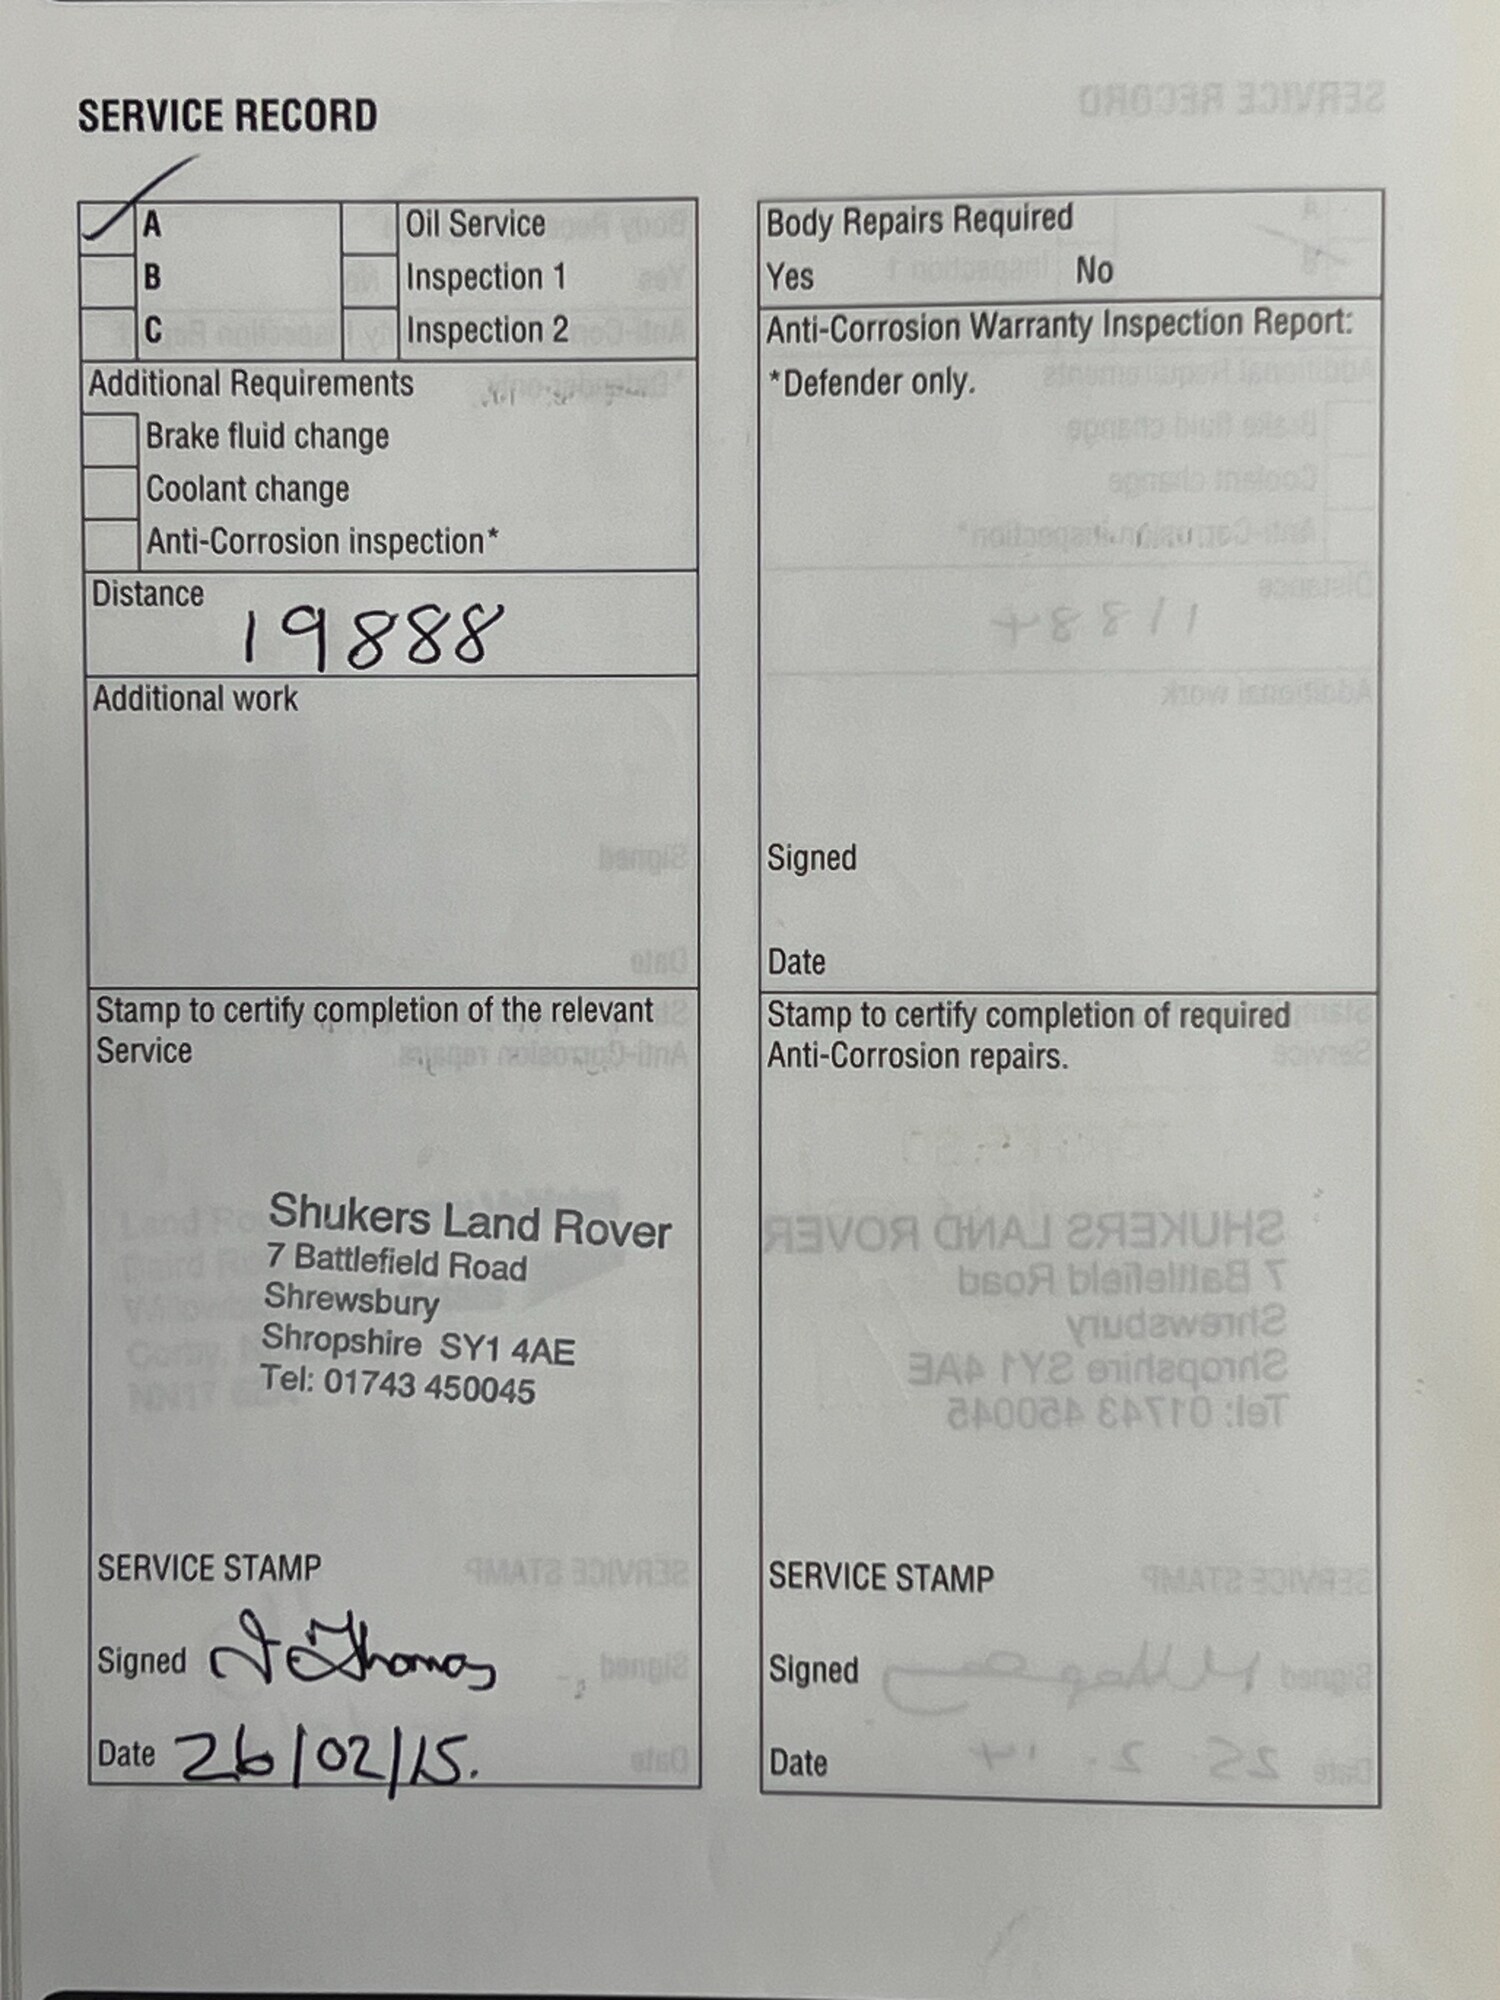 SERVICE RECORD
A
Oil Service
B
Inspection 1
C
Inspection 2
Additional Requirements
Brake fluid change
Coolant change
Anti-Corrosion inspection*
Distance
19888
Additional work
Stamp to certify completion of the relevant
Service
Shukers Land Rover
7 Battlefield Road
Shrewsbury
Shropshire SY1 4AE
Tel: 01743 450045
SERVICE STAMP
Signed
Thomas
Date 26/02/15.
Body Repairs Required
Yes No
Anti-Corrosion Warranty Inspection Report:
*Defender only.
Signed
Date
Stamp to certify completion of required
Anti-Corrosion repairs.
SERVICE STAMP
Signed
Date